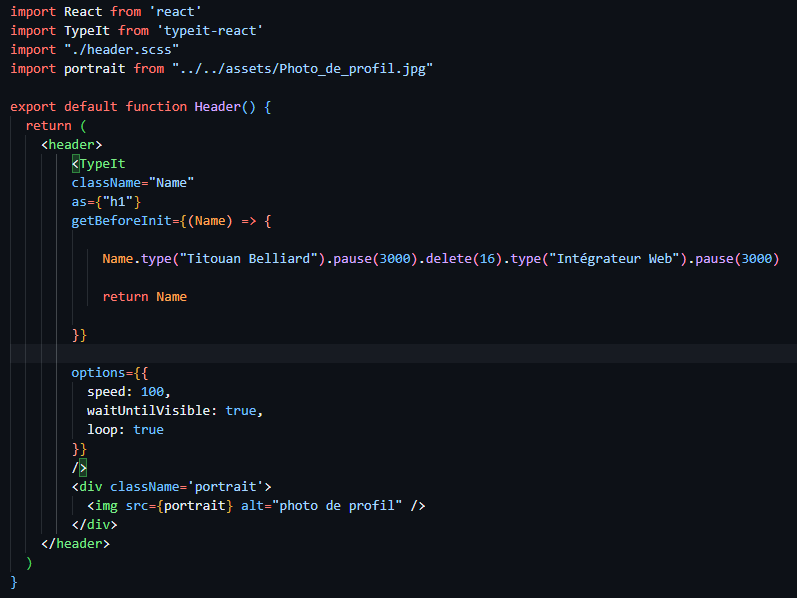 import React from 'react'
import TypeIt from 'typeit-react'
import "./header.scss"
import portrait from "../../assets/Photo_de_profil.jpg"

export default function Header() {
  return (
    <header>
        <TypeIt
        className="Name"
        as={"h1"}
        getBeforeInit={(Name) => {

            Name.type("Titouan Belliard").pause(3000).delete(16).type("Intégrateur Web").pause(3000)

            return Name

        }}

        options={{
          speed: 100,
          waitUntilVisible: true,
          loop: true
        }}
        />
        <div className='portrait'>
          <img src={portrait} alt="photo de profil" />
        </div>
    </header>
  )
}